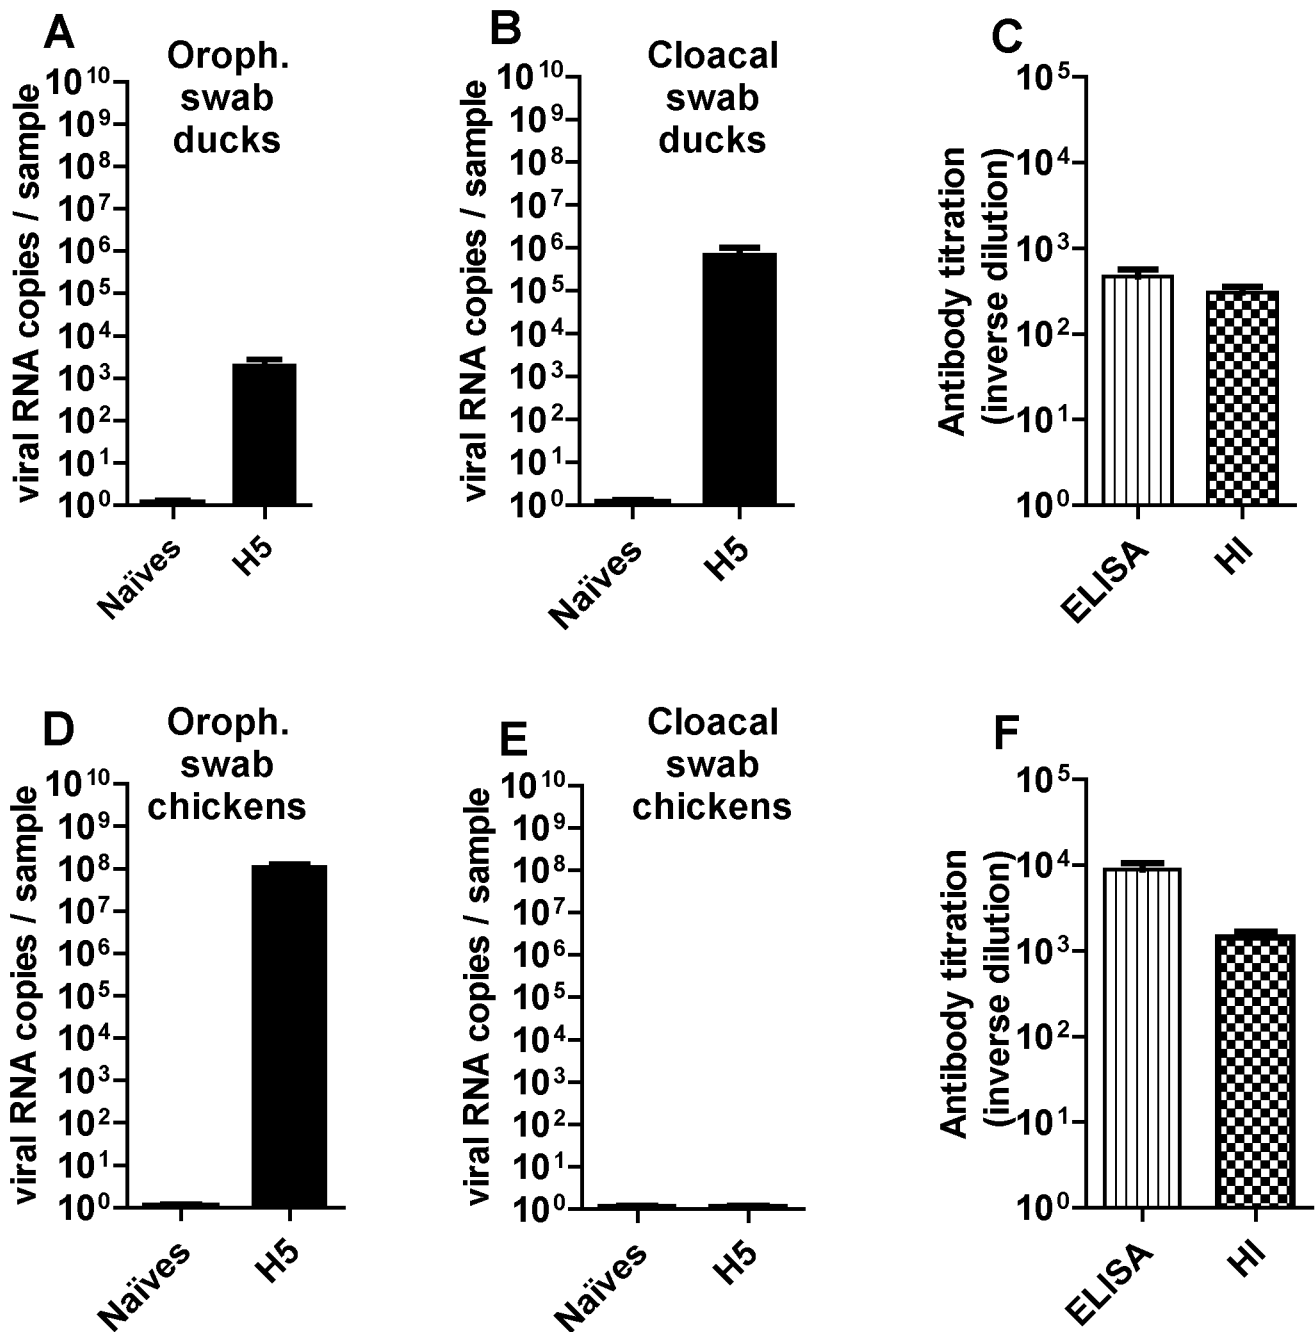 A
Oroph.
swab
ducks
viral RNA copies / sample
10^10
10^9
10^8
10^7
10^6
10^5
10^4
10^3
10^2
10^1
10^0
Naïves
H5
B
Cloacal
swab
ducks
viral RNA copies / sample
10^10
10^9
10^8
10^7
10^6
10^5
10^4
10^3
10^2
10^1
10^0
Naïves
H5
C
Antibody titration
(inverse dilution)
10^5
10^4
10^3
10^2
10^1
10^0
ELISA
HI
D
Oroph.
swab
chickens
viral RNA copies / sample
10^10
10^9
10^8
10^7
10^6
10^5
10^4
10^3
10^2
10^1
10^0
Naïves
H5
E
Cloacal
swab
chickens
viral RNA copies / sample
10^10
10^9
10^8
10^7
10^6
10^5
10^4
10^3
10^2
10^1
10^0
Naïves
H5
F
Antibody titration
(inverse dilution)
10^5
10^4
10^3
10^2
10^1
10^0
ELISA
HI